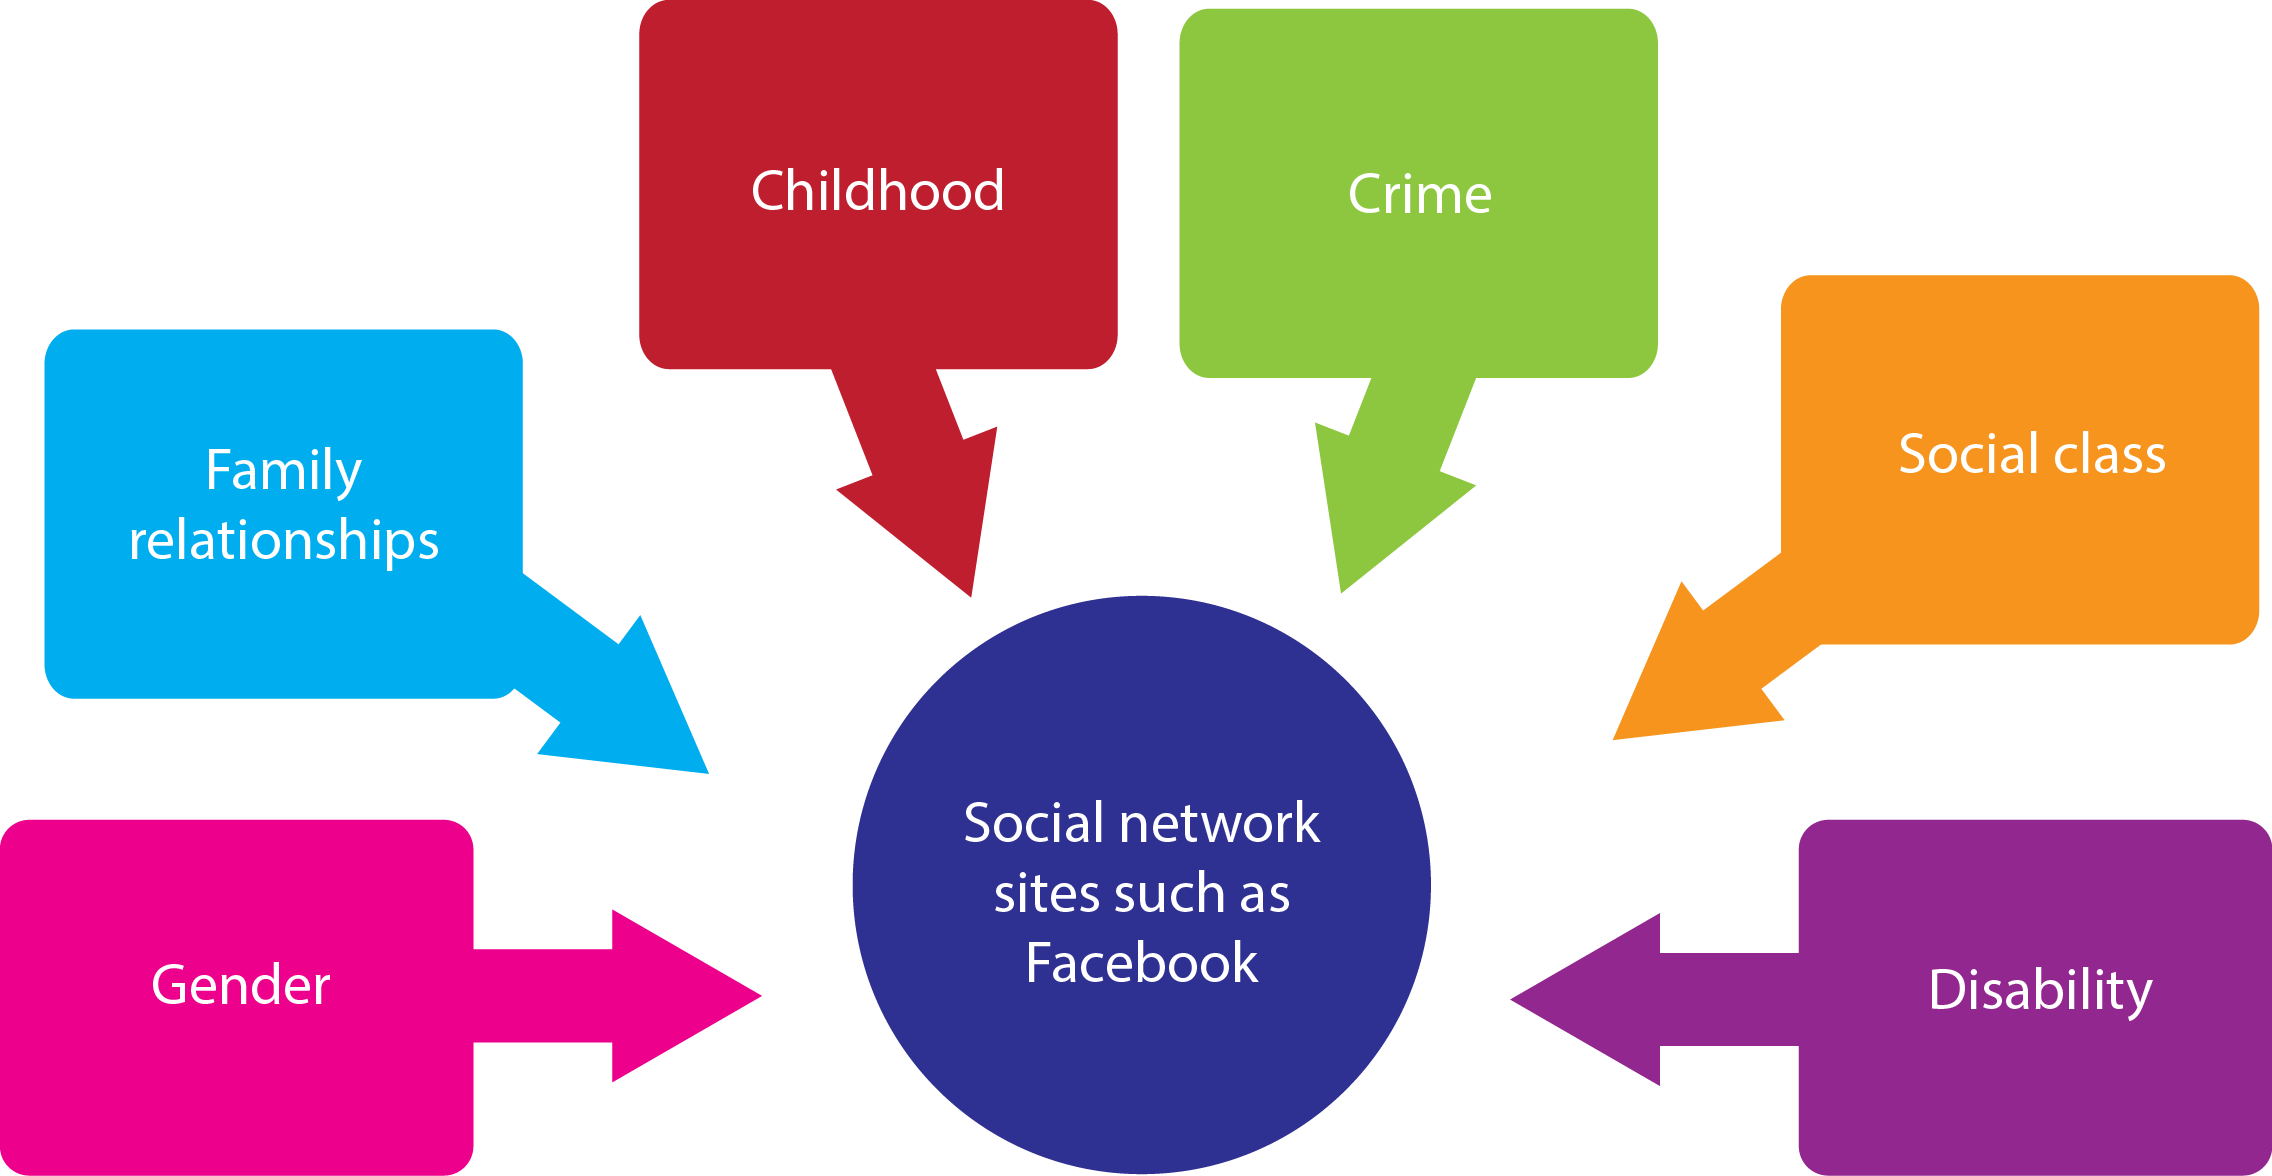 Childhood
Crime
Family
relationships
Social class
Social network
sites such as
Facebook
Gender
Disability